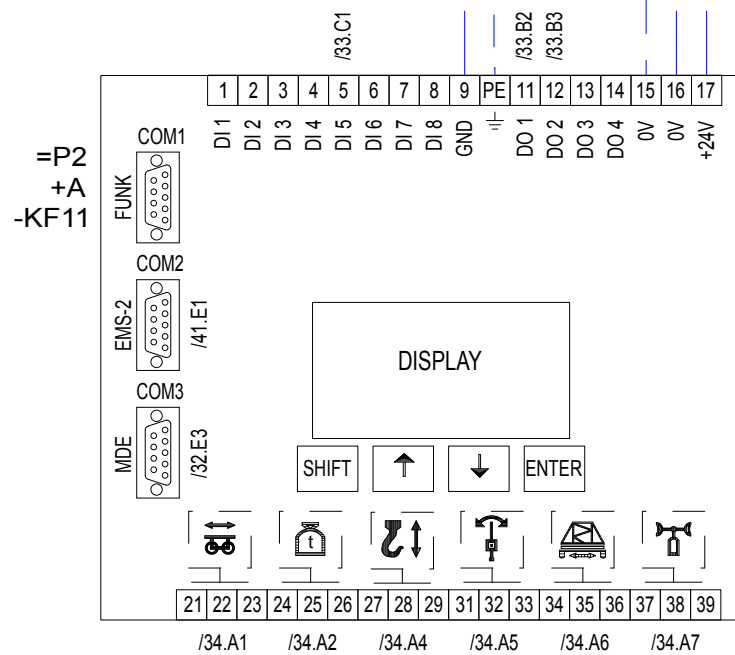 /33.C1
/33.B2
/33.B3
1 2 3 4 5 6 7 8 9 PE 11 12 13 14 15 16 17
DI 1
DI 2
DI 3
DI 4
DI 5
DI 6
DI 7
DI 8
GND
DO 1
DO 2
DO 3
DO 4
0V
0V
+24V
=P2
+A
-KF11
COM1
FUNK
COM2
EMS-2
/41.E1
COM3
MDE
/32.E3
DISPLAY
SHIFT
ENTER
t
21 22 23 24 25 26 27 28 29 31 32 33 34 35 36 37 38 39
/34.A1 /34.A2 /34.A4 /34.A5 /34.A6 /34.A7